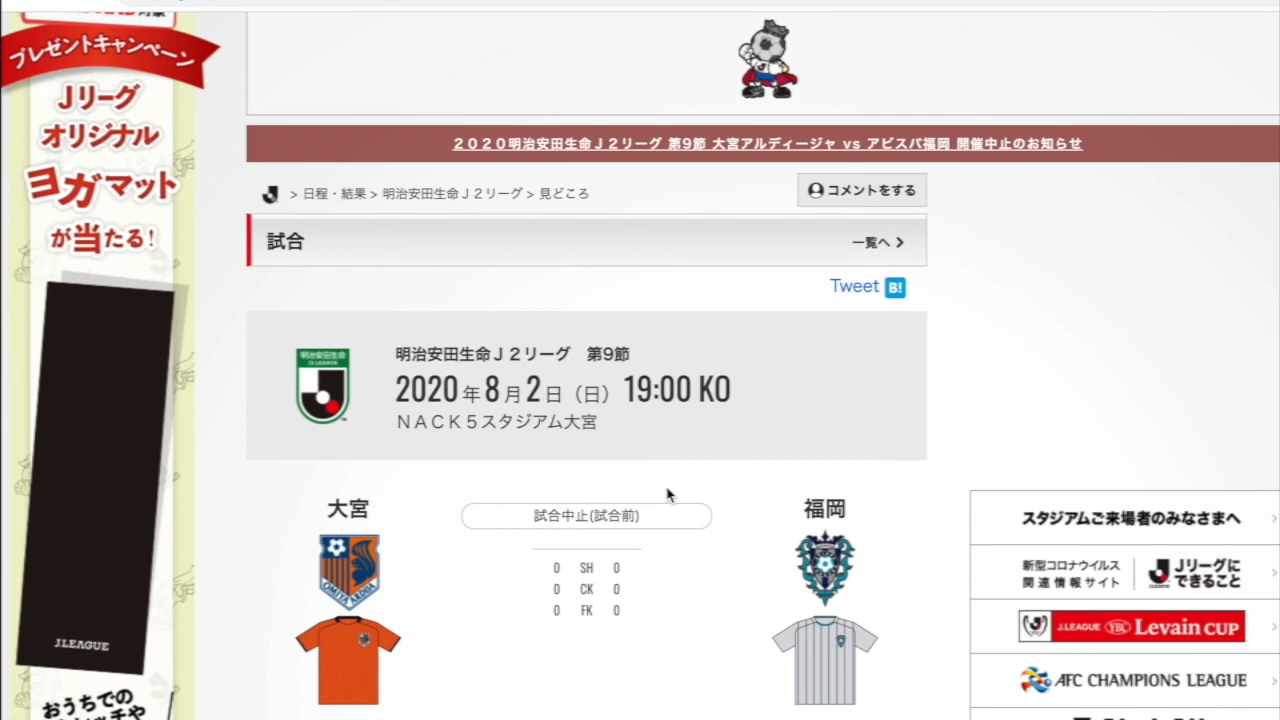 プレゼントキャンペーン
Jリーグ
オリジナル
ヨガマット
が当たる!
J.LEAGUE
おうちでの
２０２０明治安田生命Ｊ２リーグ 第9節 大宮アルディージャ vs アビスパ福岡 開催中止のお知らせ
> 日程・結果 > 明治安田生命Ｊ２リーグ > 見どころ
コメントをする
試合
一覧へ
Tweet B!
明治安田生命
J2 LEAGUE
明治安田生命Ｊ２リーグ 第9節
2020年8月2日（日）19:00 KO
ＮＡＣＫ５スタジアム大宮
大宮
試合中止(試合前)
福岡
OMIYA ARDIJA
0 SH 0
0 CK 0
0 FK 0
スタジアムご来場者のみなさまへ
新型コロナウイルス
関連情報サイト
Jリーグに
できること
J.LEAGUE YBC Levain CUP
AFC CHAMPIONS LEAGUE